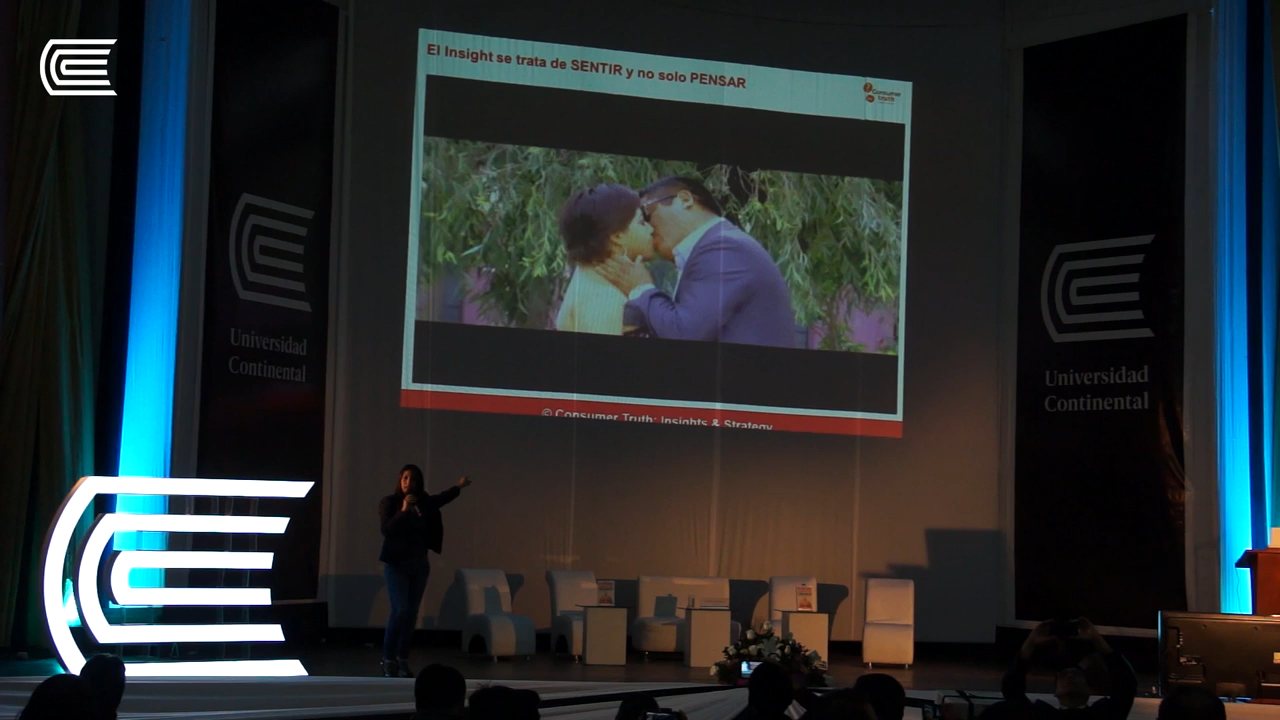 El Insight se trata de SENTIR y no solo PENSAR
Consumer
Truth
Universidad
Continental
Universidad
Continental
© Consumer Truth: Insights & Strategy